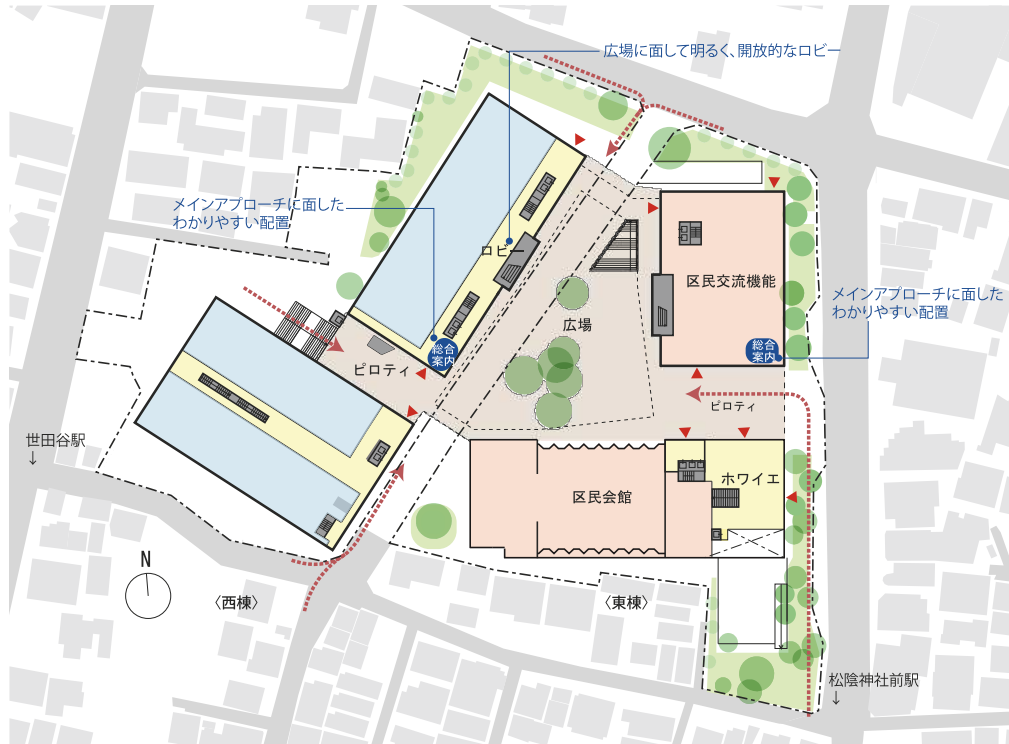 広場に面して明るく、開放的なロビー
メインアプローチに面した
わかりやすい配置
ロビー
区民交流機能
メインアプローチに面した
わかりやすい配置
広場
総合
案内
総合
案内
ピロティ
ピロティ
世田谷駅
↓
区民会館
ホワイエ
N
〈西棟〉
〈東棟〉
松陰神社前駅
↓